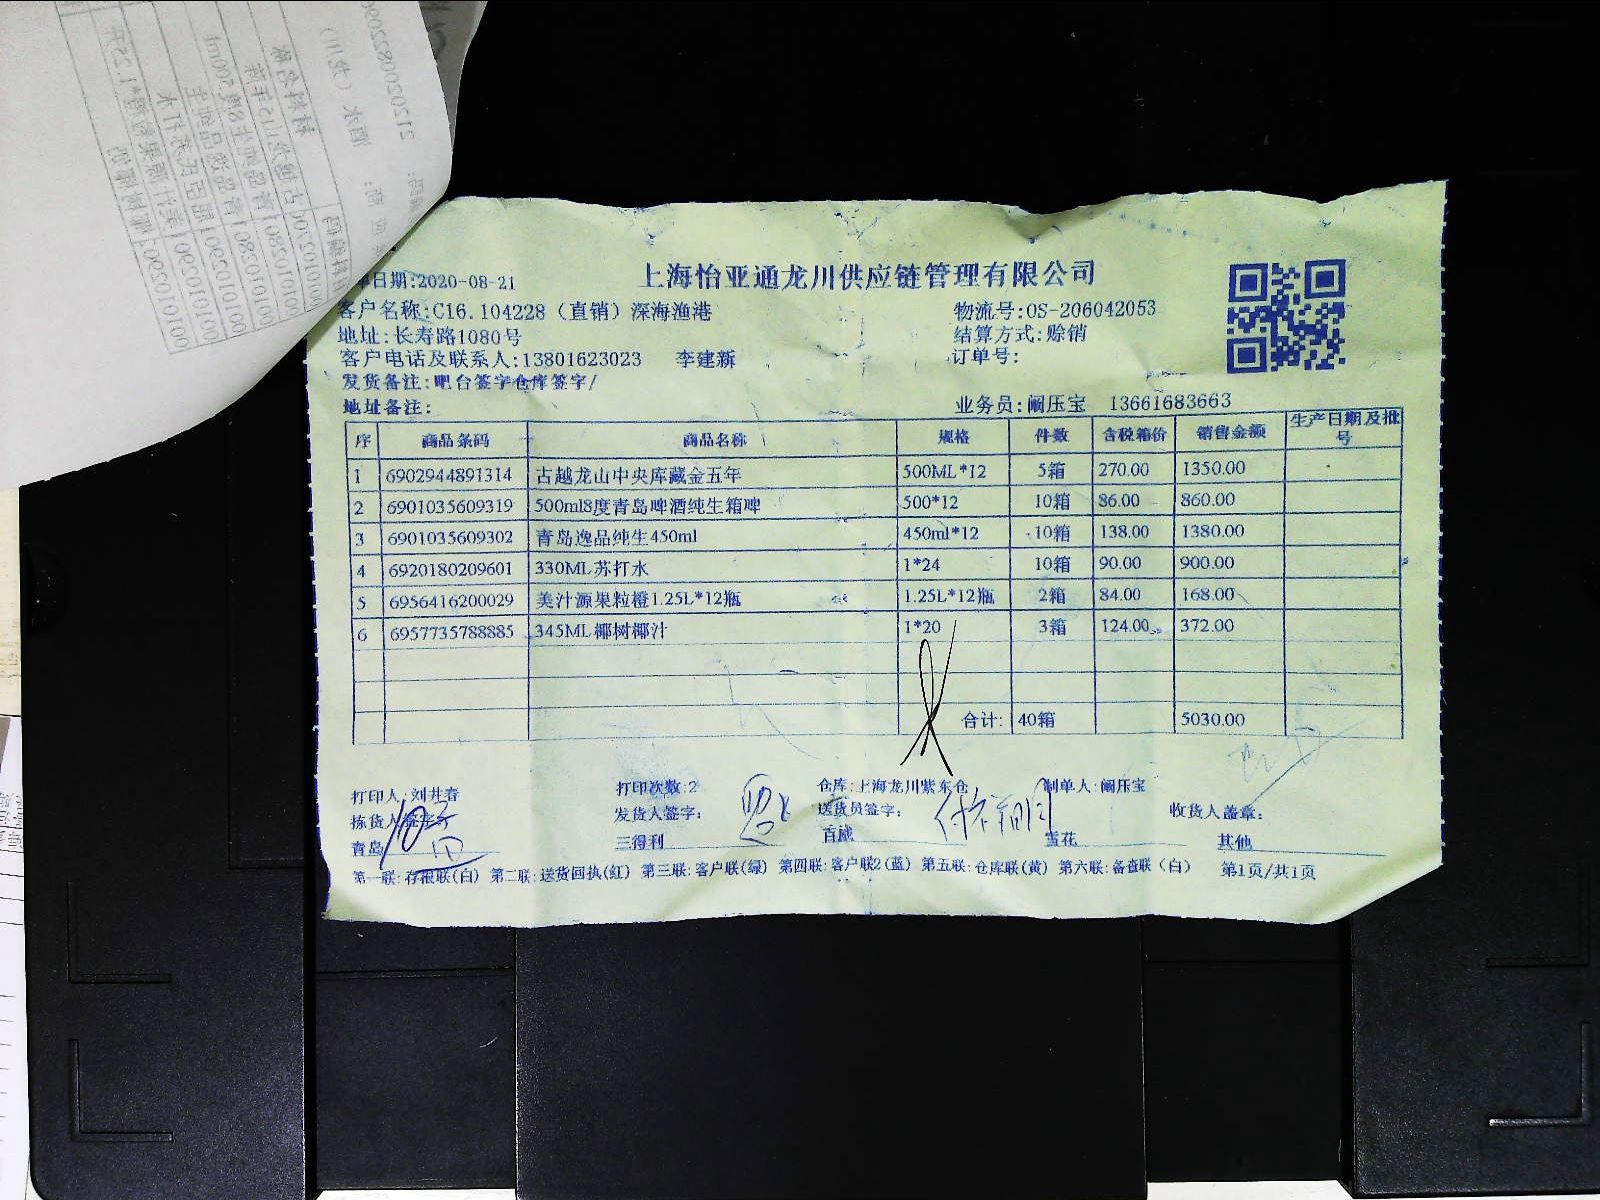 上海怡亚通龙川供应链管理有限公司
单日期:2020-08-21
客户名称:C16.104228（直销）深海渔港 物流号:OS-206042053
地址:长寿路1080号 结算方式:赊销
客户电话及联系人:13801623023 李建新 订单号:
发货备注:吧台签字仓库签字/
地址备注: 业务员:阚压宝 13661683663
序 商品条码 商品名称 规格 件数 含税箱价 销售金额 生产日期及批号
1 6902944891314 古越龙山中央库藏金五年 500ML*12 5箱 270.00 1350.00
2 6901035609319 500ml8度青岛啤酒纯生箱啤 500*12 10箱 86.00 860.00
3 6901035609302 青岛逸品纯生450ml 450ml*12 10箱 138.00 1380.00
4 6920180209601 330ML苏打水 1*24 10箱 90.00 900.00
5 6956416200029 美汁源果粒橙1.25L*12瓶 1.25L*12瓶 2箱 84.00 168.00
6 6957735788885 345ML椰树椰汁 1*20 3箱 124.00 372.00
合计: 40箱 5030.00
打印人:刘井春 打印次数:2 仓库:上海龙川紫东仓 制单人:阚压宝
拣货人签字 发货人签字: 送货员签字: 收货人盖章:
青岛 三得利 百威 雪花 其他
第一联:存根联(白) 第二联:送货回执(红) 第三联:客户联(绿) 第四联:客户联2(蓝) 第五联:仓库联(黄) 第六联:备查联(白) 第1页/共1页